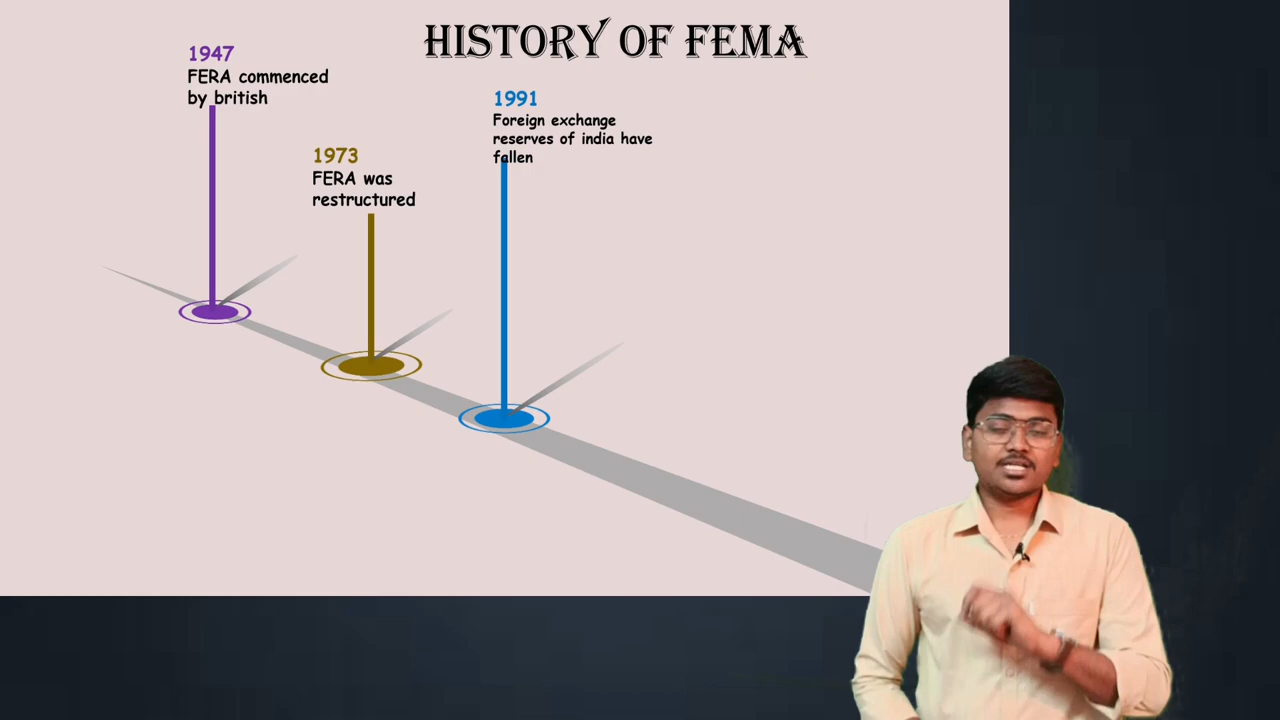 HISTORY OF FEMA
1947
FERA commenced
by british
1973
FERA was
restructured
1991
Foreign exchange
reserves of india have
fallen